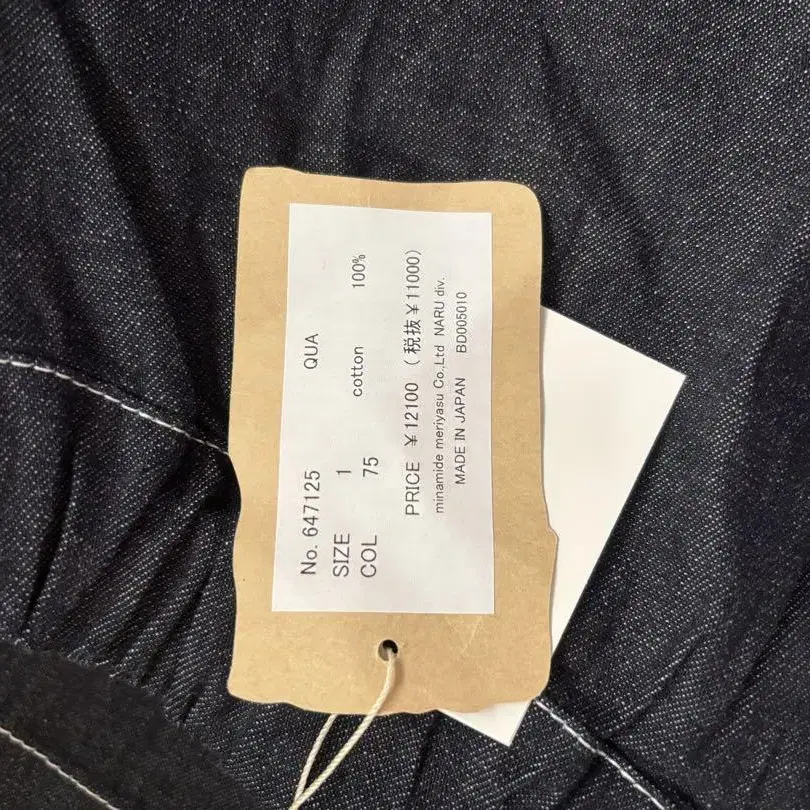 No. 647125 QUA
SIZE 1
COL 75 cotton 100%
PRICE ¥12100 (税抜¥11000)
minamide meriyasu Co.,Ltd NARU div.
MADE IN JAPAN BD005010